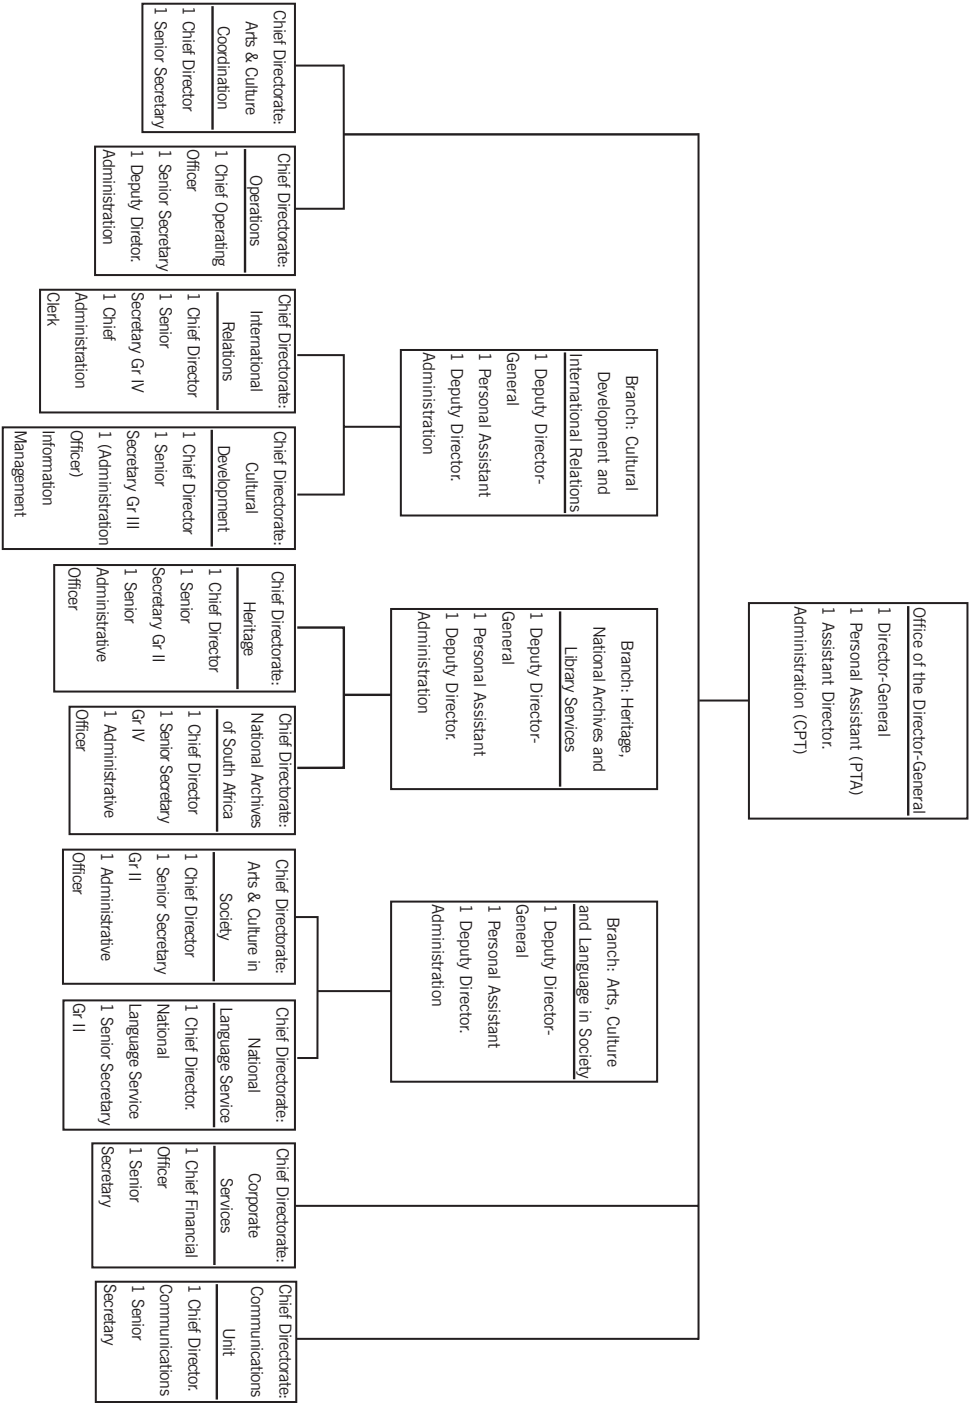 Office of the Director-General
1 Director-General
1 Personal Assistant (PTA)
1 Assistant Director.
Administration (CPT)
Branch: Cultural
Development and
International Relations
1 Deputy Director-
General
1 Personal Assistant
1 Deputy Director.
Administration
Branch: Heritage,
National Archives and
Library Services
1 Deputy Director-
General
1 Personal Assistant
1 Deputy Director.
Administration
Branch: Arts, Culture
and Language in Society
1 Deputy Director-
General
1 Personal Assistant
1 Deputy Director.
Administration
Chief Directorate:
Arts & Culture
Coordination
1 Chief Director
1 Senior Secretary
Chief Directorate:
Operations
1 Chief Operating
Officer
1 Senior Secretary
1 Deputy Diretor.
Administration
Chief Directorate:
International
Relations
1 Chief Director
1 Senior
Secretary Gr IV
1 Chief
Administration
Clerk
Chief Directorate:
Cultural
Development
1 Chief Director
1 Senior
Secretary Gr III
1 (Administration
Officer)
Information
Management
Chief Directorate:
Heritage
1 Chief Director
1 Senior
Secretary Gr II
1 Senior
Administrative
Officer
Chief Directorate:
National Archives
of South Africa
1 Chief Director
1 Senior Secretary
Gr IV
1 Administrative
Officer
Chief Directorate:
Arts & Culture in
Society
1 Chief Director
1 Senior Secretary
Gr II
1 Administrative
Officer
Chief Directorate:
National
Language Service
1 Chief Director.
National
Language Service
1 Senior Secretary
Gr II
Chief Directorate:
Corporate
Services
1 Chief Financial
Officer
1 Senior
Secretary
Chief Directorate:
Communications
Unit
1 Chief Director.
Communications
1 Senior
Secretary